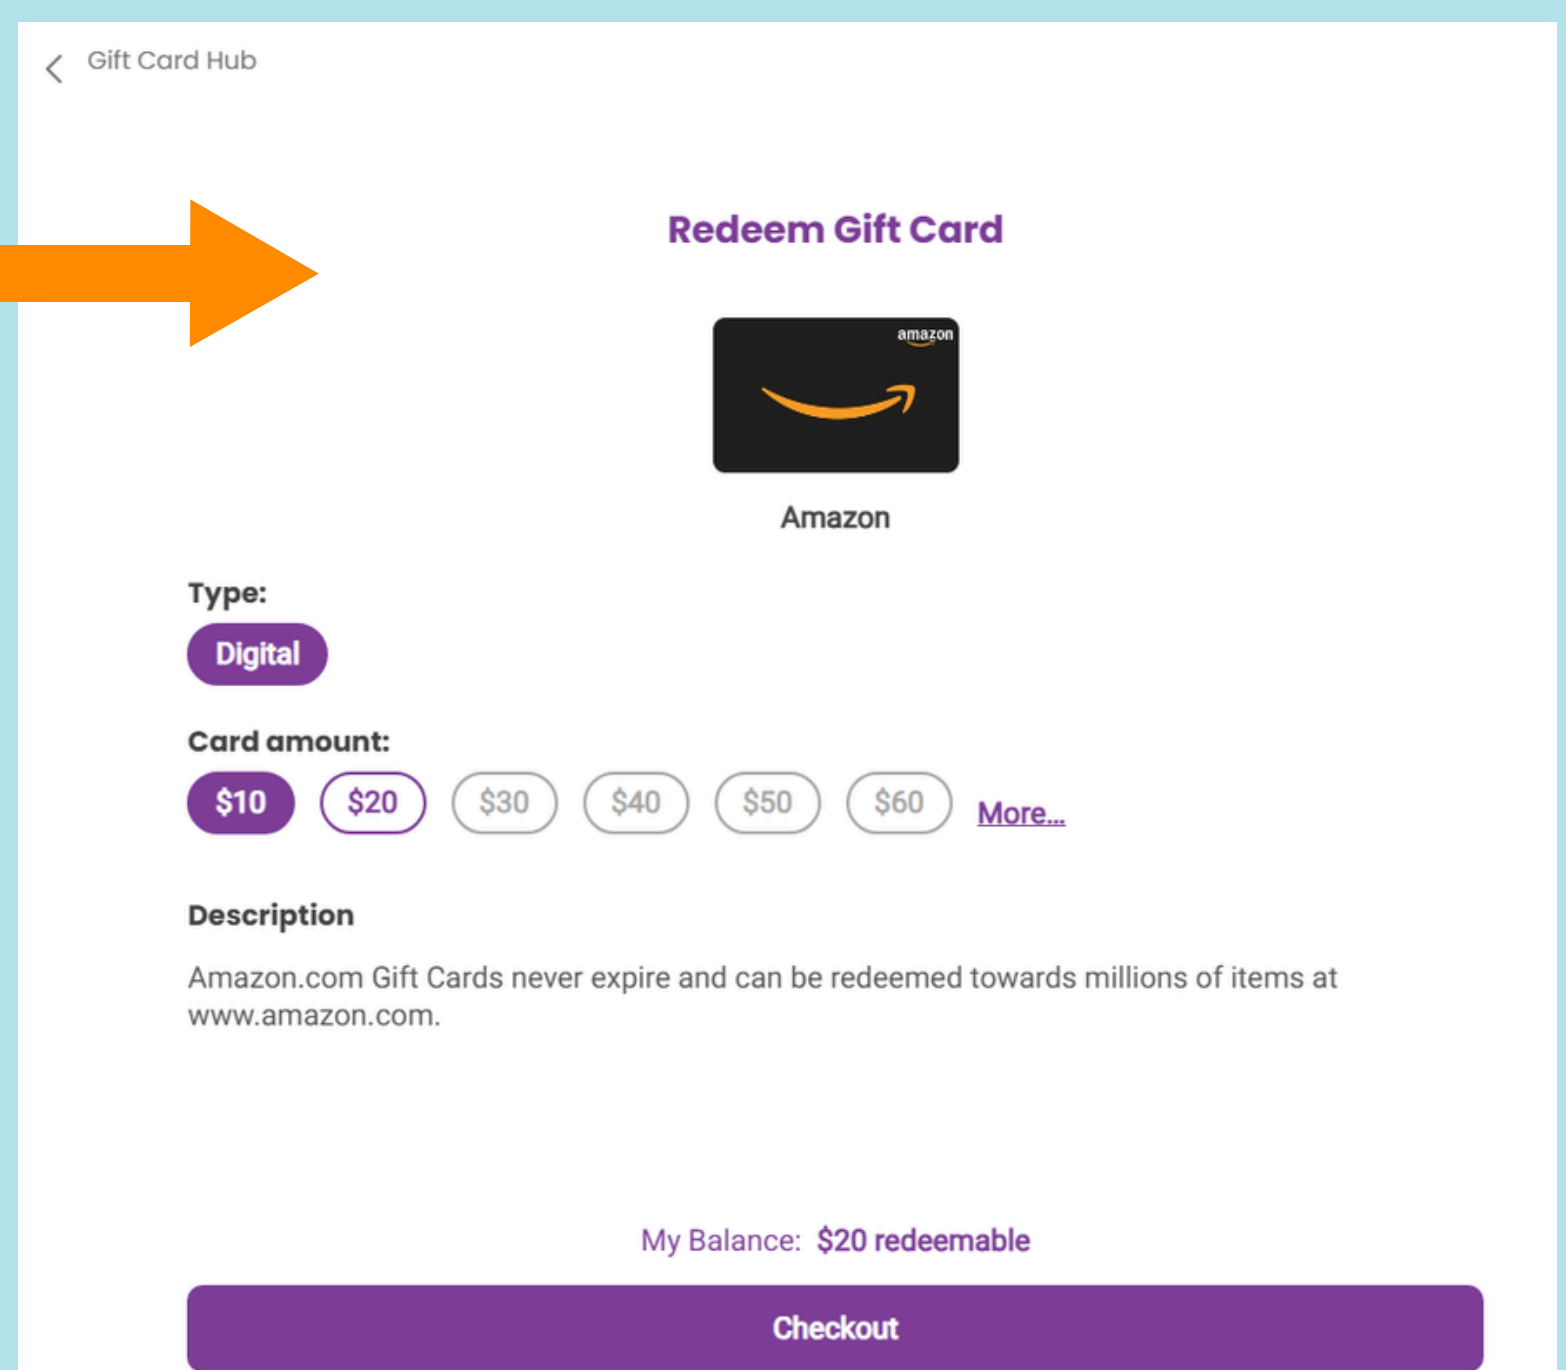 Gift Card Hub
Redeem Gift Card
amazon
Amazon
Type:
Digital
Card amount:
$10 $20 $30 $40 $50 $60 More...
Description
Amazon.com Gift Cards never expire and can be redeemed towards millions of items at
www.amazon.com.
My Balance: $20 redeemable
Checkout